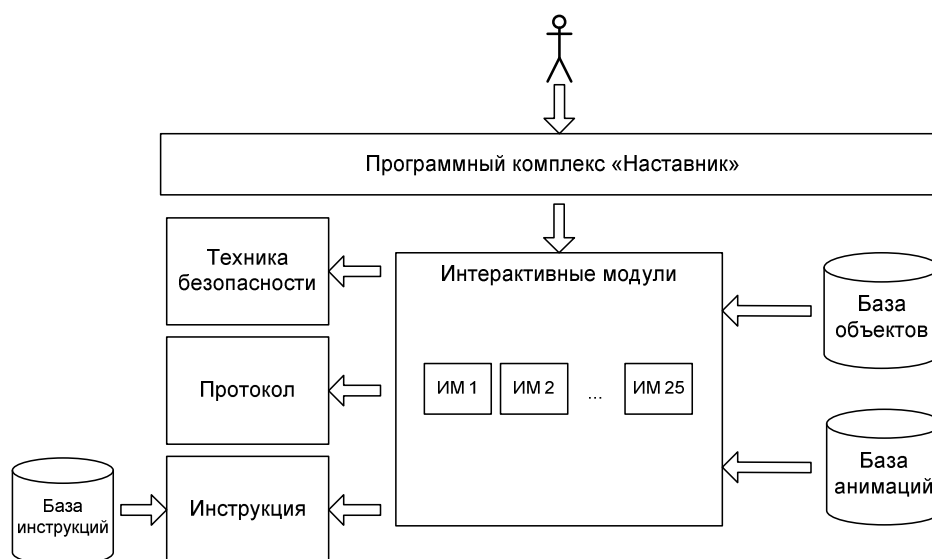 Программный комплекс «Наставник»
Техника
безопасности
Интерактивные модули
База
объектов
Протокол
ИМ 1
ИМ 2
...
ИМ 25
База
анимаций
База
инструкций
Инструкция